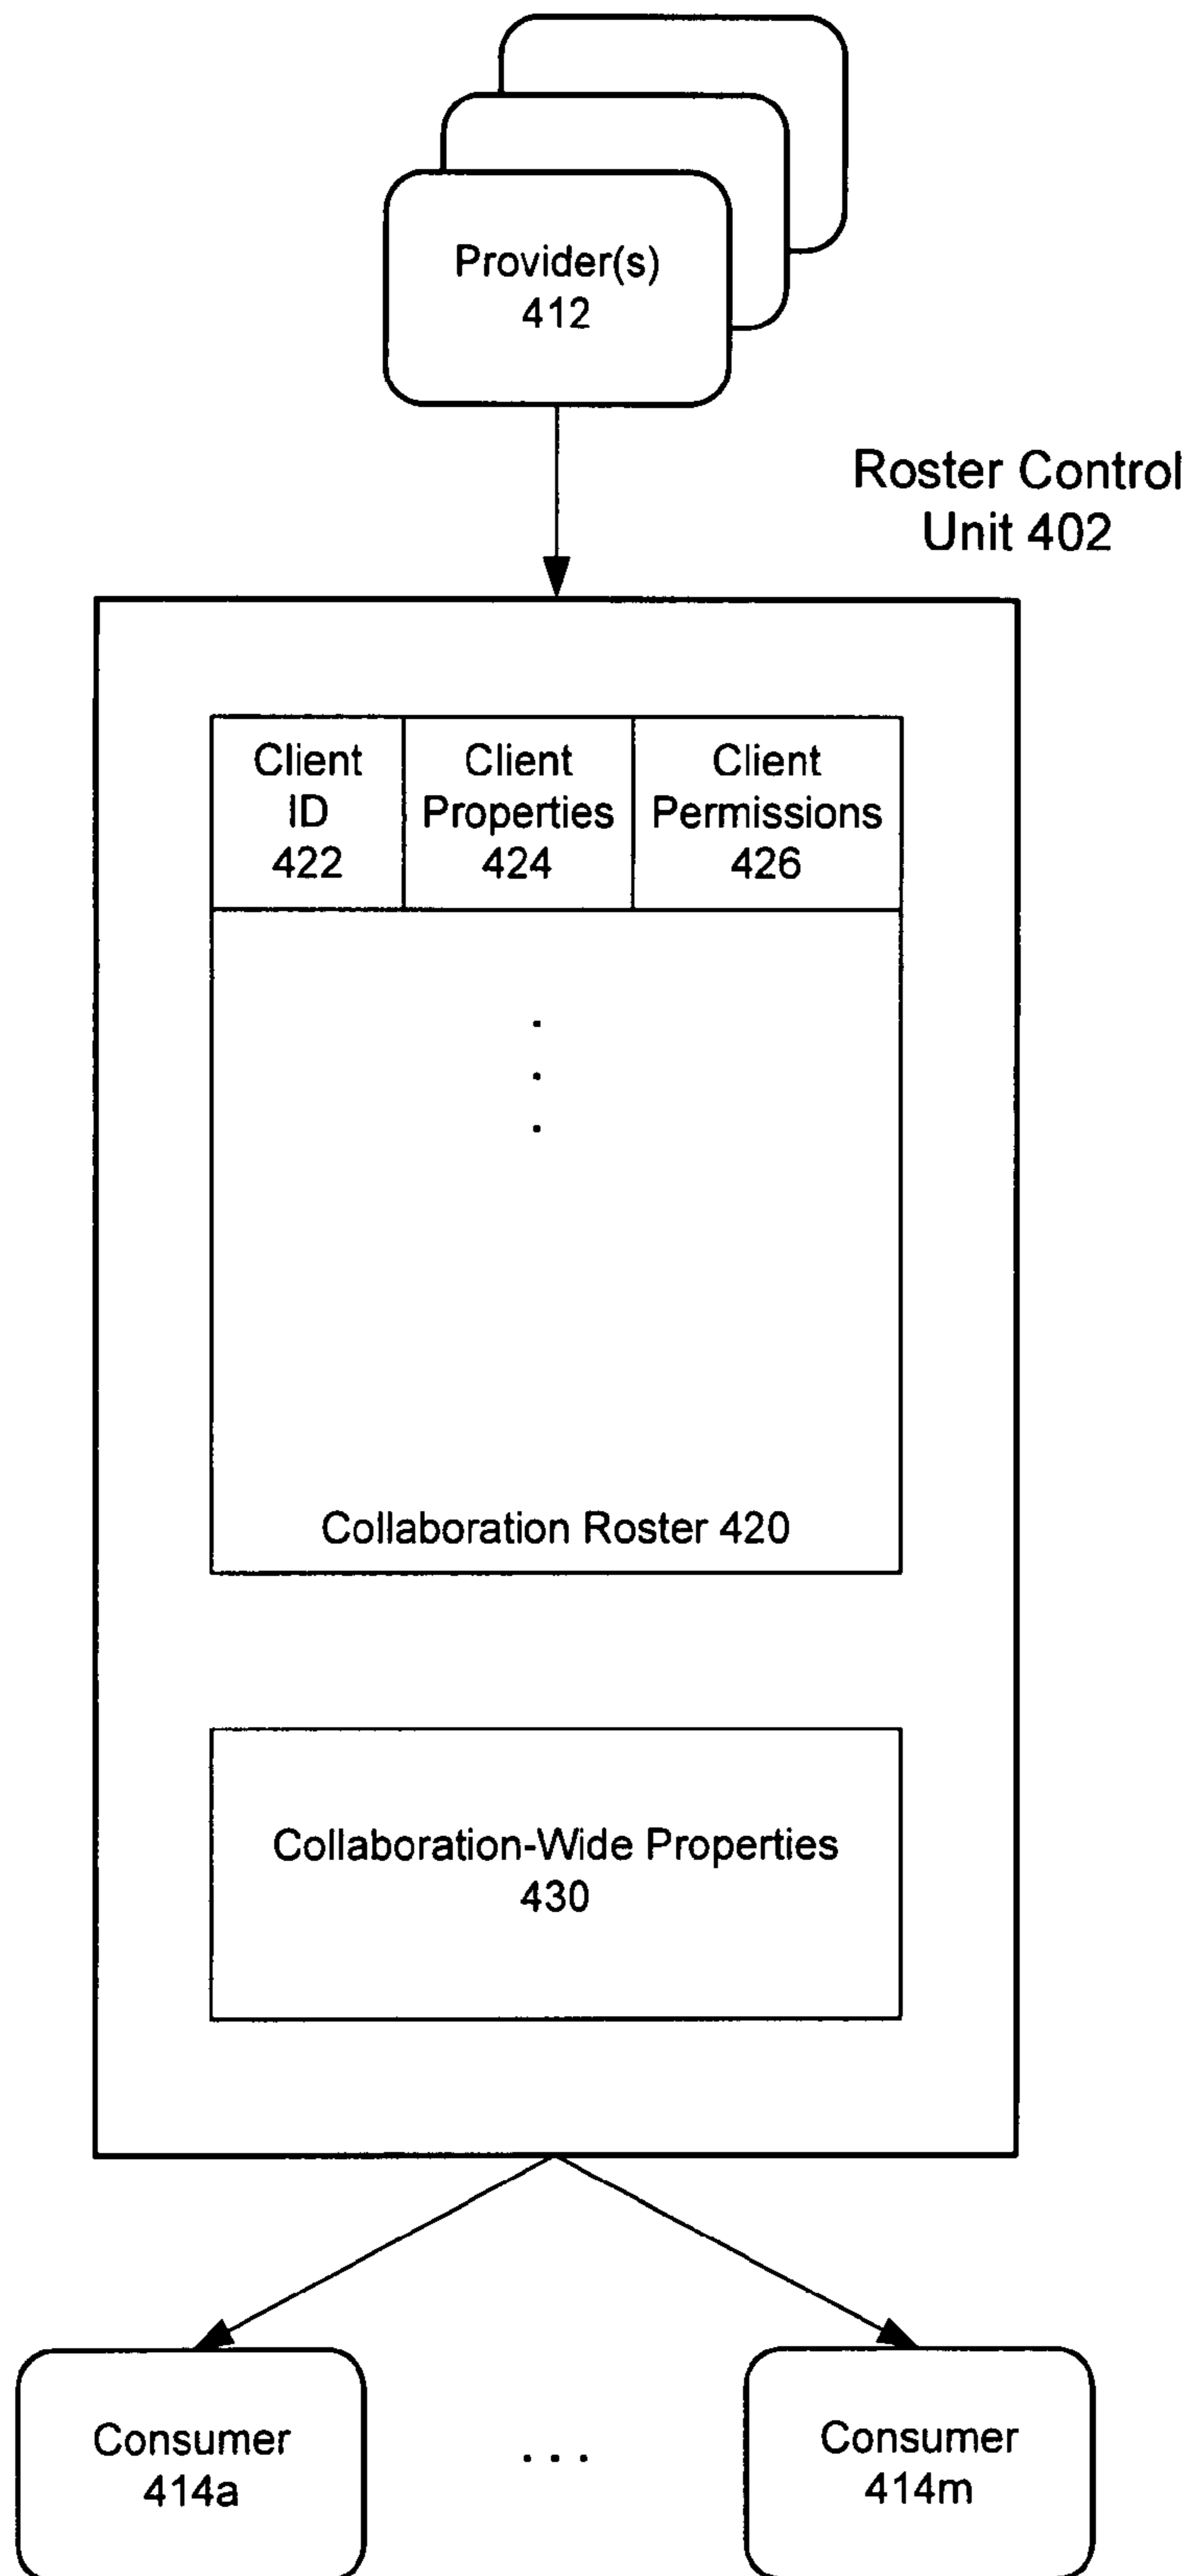 Provider(s)
412
Roster Control
Unit 402
Client
ID
422
Client
Properties
424
Client
Permissions
426
.
.
.
Collaboration Roster 420
Collaboration-Wide Properties
430
Consumer
414a
. . .
Consumer
414m